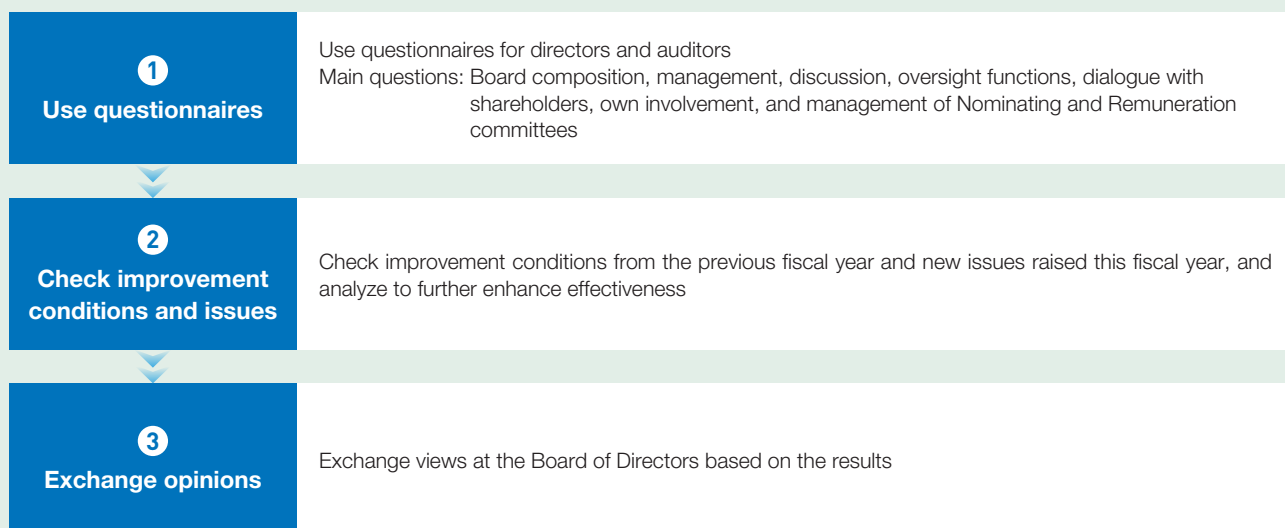 1
Use questionnaires
Use questionnaires for directors and auditors
Main questions: Board composition, management, discussion, oversight functions, dialogue with
shareholders, own involvement, and management of Nominating and Remuneration
committees
2
Check improvement
conditions and issues
Check improvement conditions from the previous fiscal year and new issues raised this fiscal year, and
analyze to further enhance effectiveness
3
Exchange opinions
Exchange views at the Board of Directors based on the results